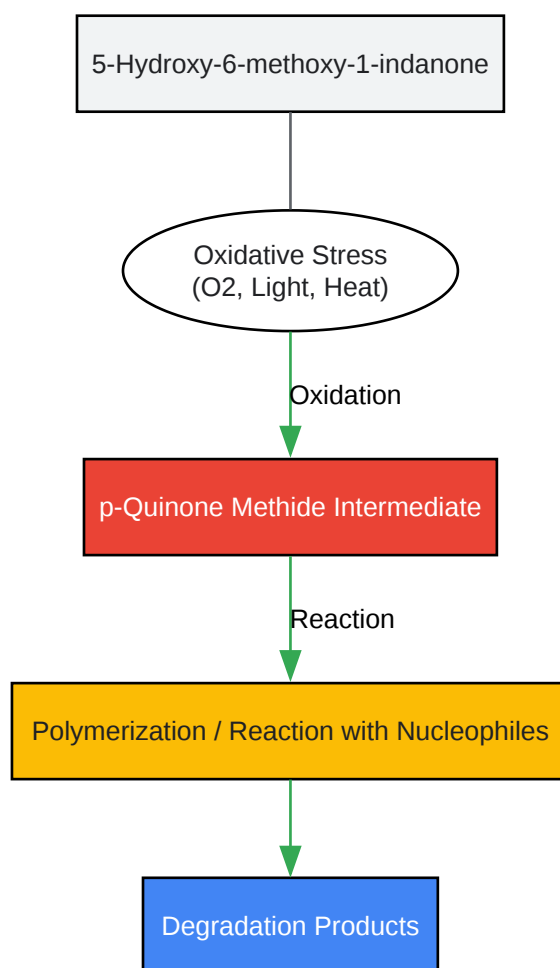 5-Hydroxy-6-methoxy-1-indanone
Oxidative Stress
(O2, Light, Heat)
Oxidation
p-Quinone Methide Intermediate
Reaction
Polymerization / Reaction with Nucleophiles
Degradation Products